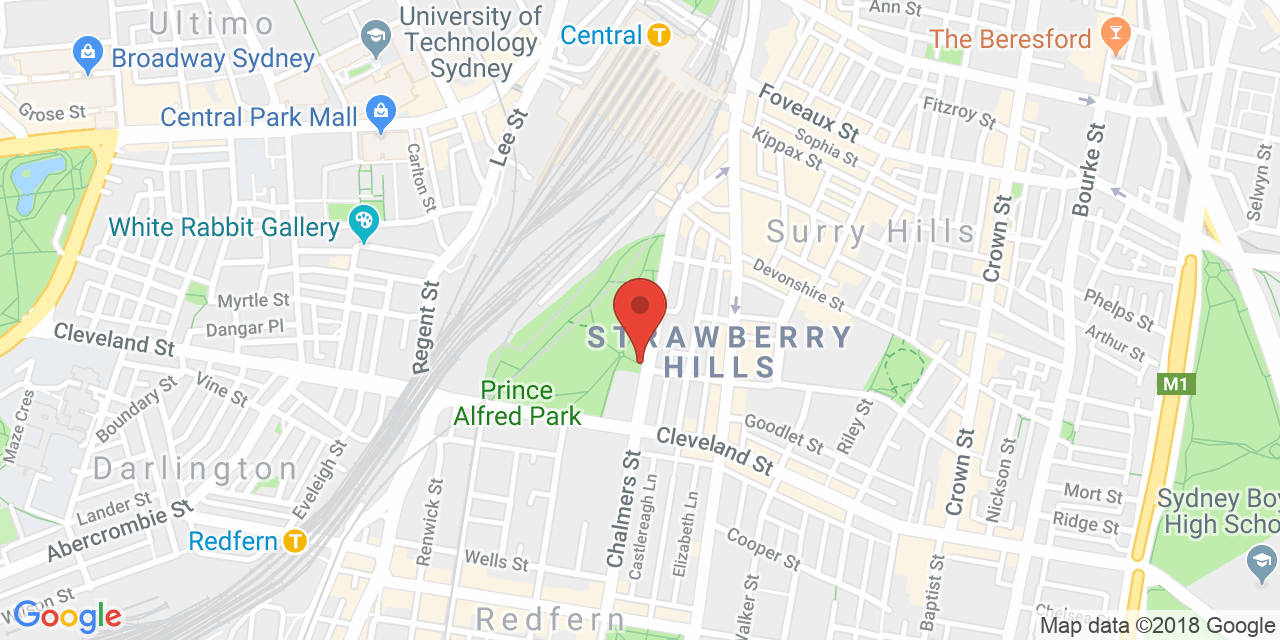 Ultimo
University of
Technology
Sydney
Central T
Ann St
The Beresford
Broadway Sydney
Grose St
Central Park Mall
Lee St
Foveaux St
Fitzroy St
Sophia St
Kippax St
Bourke St
Selwyn St
Carlton St
White Rabbit Gallery
Surry Hills
Crown St
Devonshire St
Myrtle St
Dangar Pl
Regent St
Phelps St
Arthur St
Cleveland St
STRAWBERRY
HILLS
M1
Prince
Alfred Park
Vine St
Boundary St
Maze Cres
Goodlet St
Riley St
Cleveland St
Darlington
Eveleigh St
Crown St
Nickson St
Mort St
Ridge St
Sydney Boy
High Schoo
Lander St
Abercrombie St
Renwick St
Chalmers St
Castlereagh Ln
Elizabeth Ln
Redfern T
Wells St
Cooper St
Walker St
Baptist St
Wilson St
Redfern
Google
Map data ©2018 Google